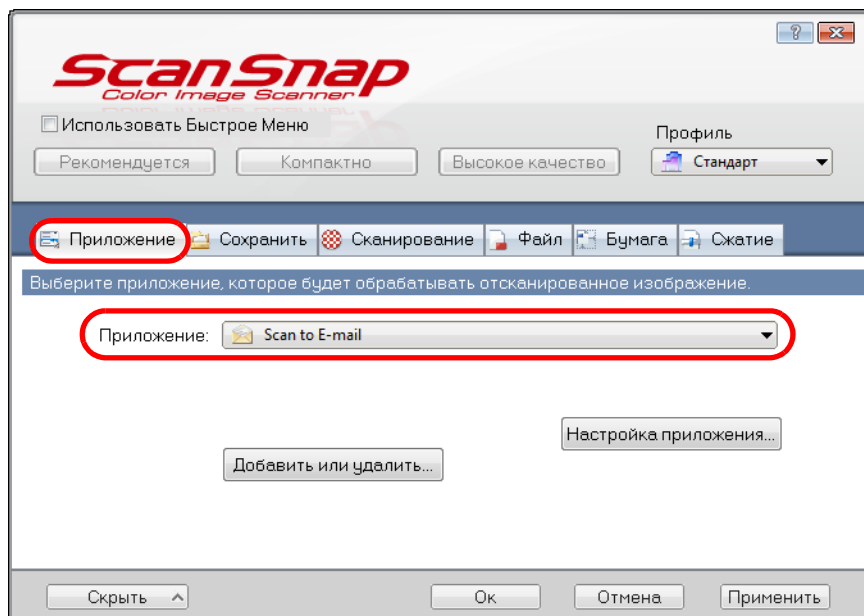 ScanSnap
Color Image Scanner
Использовать Быстрое Меню
Профиль
Рекомендуется Компактно Высокое качество Стандарт
Приложение Сохранить Сканирование Файл Бумага Сжатие
Выберите приложение, которое будет обрабатывать отсканированное изображение.
Приложение: Scan to E-mail
Настройка приложения...
Добавить или удалить...
Скрыть Ок Отмена Применить